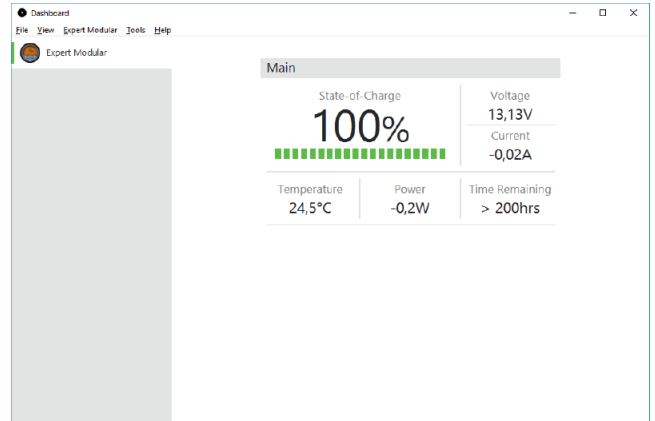 Dashboard
File View Expert Modular Tools Help
Expert Modular
Main
State-of-Charge
100%
Voltage
13,13V
Current
-0,02A
Temperature
24,5°C
Power
-0,2W
Time Remaining
> 200hrs